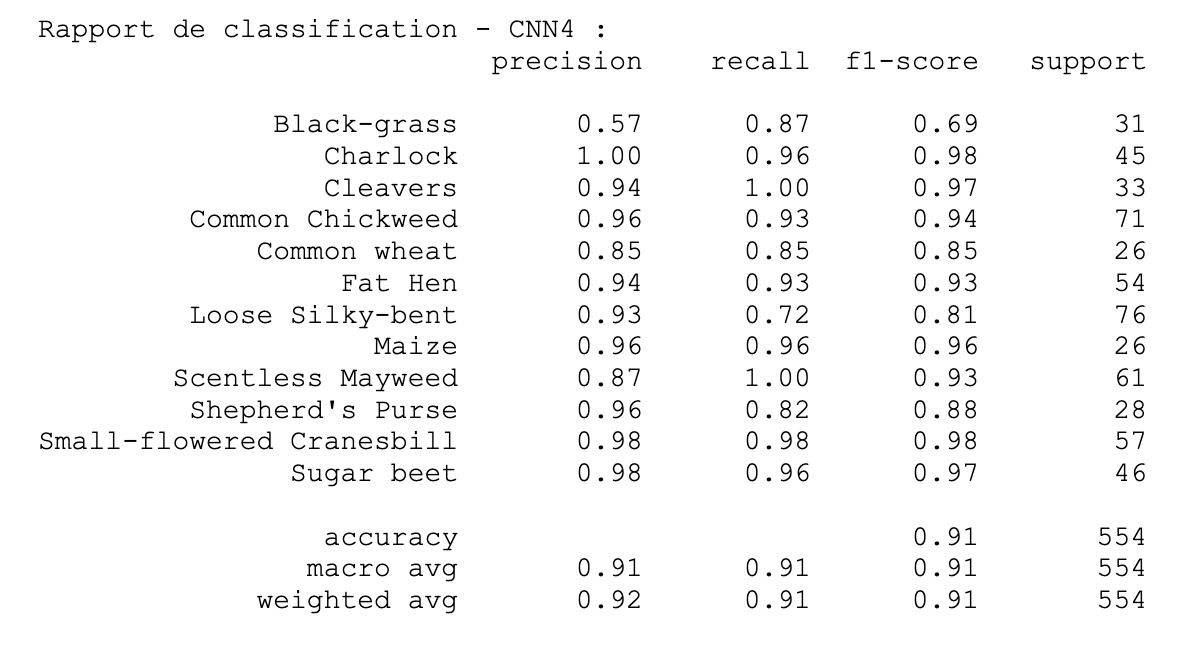 Rapport de classification - CNN4 :
precision recall f1-score support
Black-grass 0.57 0.87 0.69 31
Charlock 1.00 0.96 0.98 45
Cleavers 0.94 1.00 0.97 33
Common Chickweed 0.96 0.93 0.94 71
Common wheat 0.85 0.85 0.85 26
Fat Hen 0.94 0.93 0.93 54
Loose Silky-bent 0.93 0.72 0.81 76
Maize 0.96 0.96 0.96 26
Scentless Mayweed 0.87 1.00 0.93 61
Shepherd's Purse 0.96 0.82 0.88 28
Small-flowered Cranesbill 0.98 0.98 0.98 57
Sugar beet 0.98 0.96 0.97 46
accuracy 0.91 554
macro avg 0.91 0.91 0.91 554
weighted avg 0.92 0.91 0.91 554